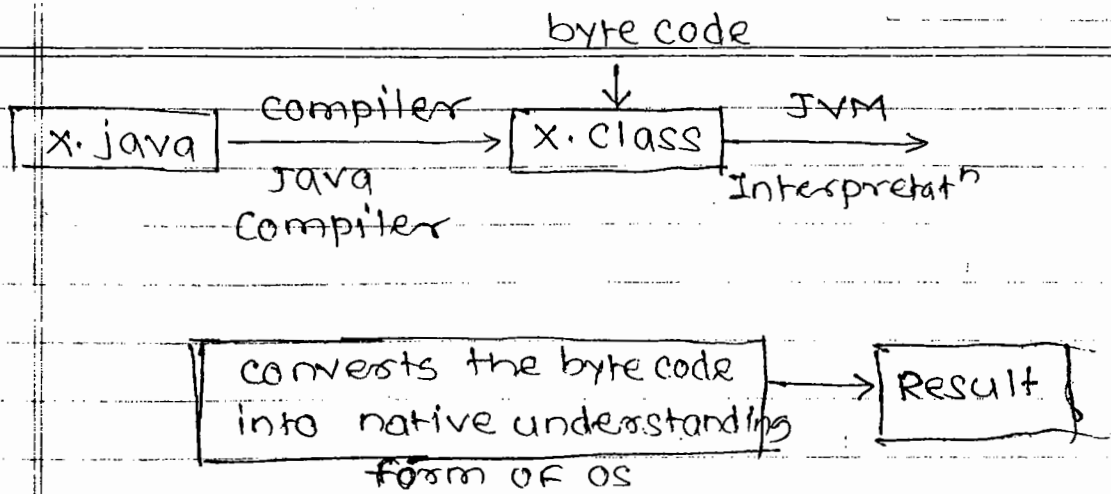 byte code
compiler
JVM
x. java
x. class
Java
Interpretatⁿ
compiler
converts the byte code
Result
into native understanding
form OF OS